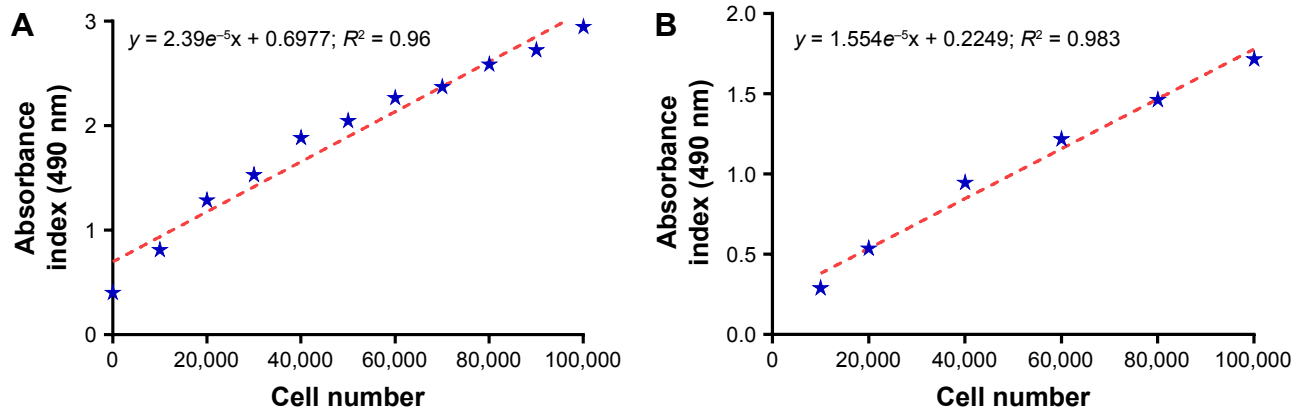 A
y = 2.39e⁻⁵x + 0.6977; R² = 0.96
Absorbance
index (490 nm)
3
2
1
0
0
20,000
40,000
60,000
80,000
100,000
Cell number
B
y = 1.554e⁻⁵x + 0.2249; R² = 0.983
Absorbance
index (490 nm)
2.0
1.5
1.0
0.5
0.0
0
20,000
40,000
60,000
80,000
100,000
Cell number